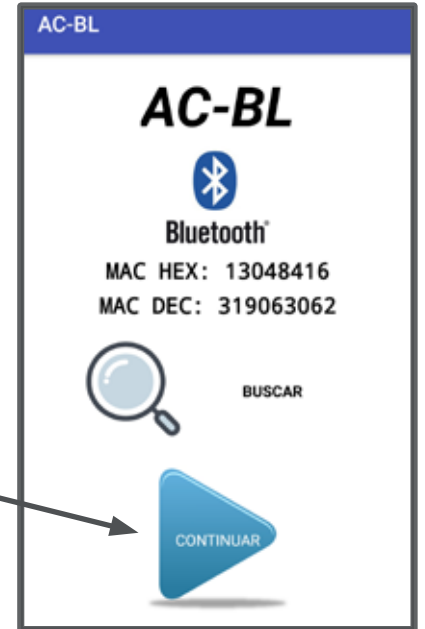 AC-BL
AC-BL
Bluetooth®
MAC HEX: 13048416
MAC DEC: 319063062
BUSCAR
CONTINUAR